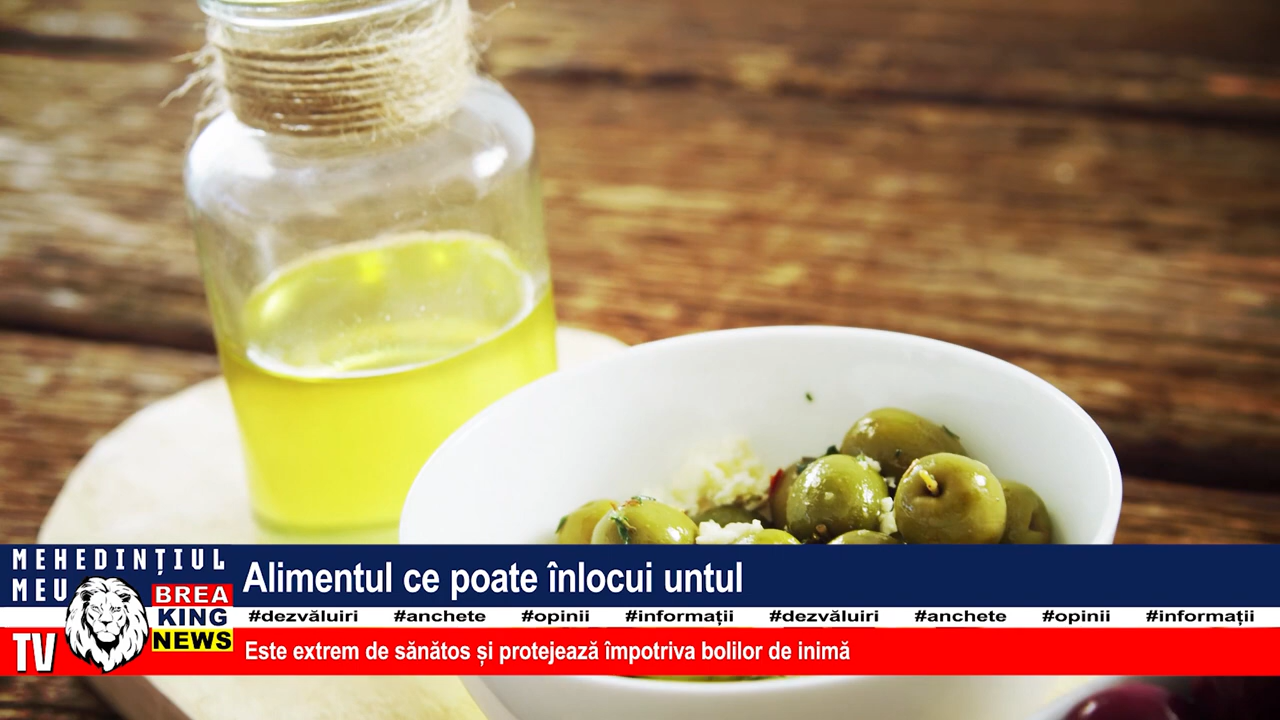 MEHEDINȚIUL
MEU
BREA
KING
NEWS
TV
Alimentul ce poate înlocui untul
#dezvăluiri #anchete #opinii #informații #dezvăluiri #anchete #opinii #informații
Este extrem de sănătos și protejează împotriva bolilor de inimă